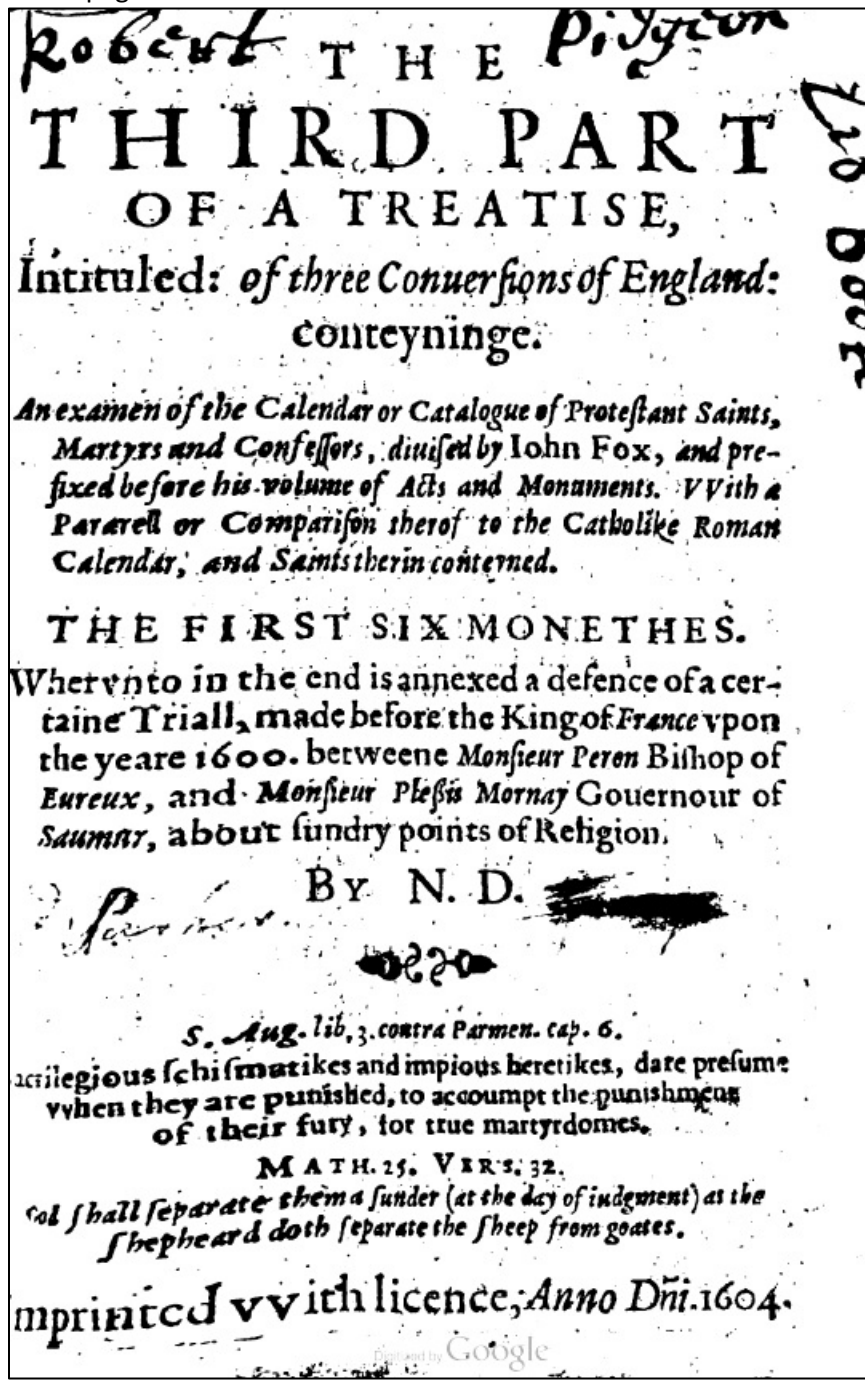 Robert Pidgeon
THE
THIRD PART
OF A TREATISE,
Intituled: of three Conuerſions of England:
conteyninge.
An examen of the Calendar or Catalogue of Proteſtant Saints,
Martyrs and Confeſſors, diuiſed by Iohn Fox, and pre-
fixed before his volume of Acts and Monuments. VVith a
Pararell or Compariſon therof to the Catholike Roman
Calendar, and Saints therin conteyned.
THE FIRST SIX MONETHES.
Whervnto in the end is annexed a defence of a cer-
taine Triall, made before the King of France vpon
the yeare 1600. betweene Monſieur Peron Biſhop of
Eureux, and Monſieur Pleſsis Mornay Gouernour of
Saumur, about ſundry points of Religion.
BY N. D.
S. Aug. lib. 3. contra Parmen. cap. 6.
acrilegious ſchiſmatikes and impious heretikes, dare preſume
vvhen they are punished, to accoumpt the punishment
of their fury, for true martyrdomes.
MATH. 25. VERS. 32.
God ſhall ſeparate them a ſunder (at the day of iudgment) as the
ſhepheard doth ſeparate the ſheep from goates.
mprinted vvith licence, Anno Dñi. 1604.
Digitized by Google